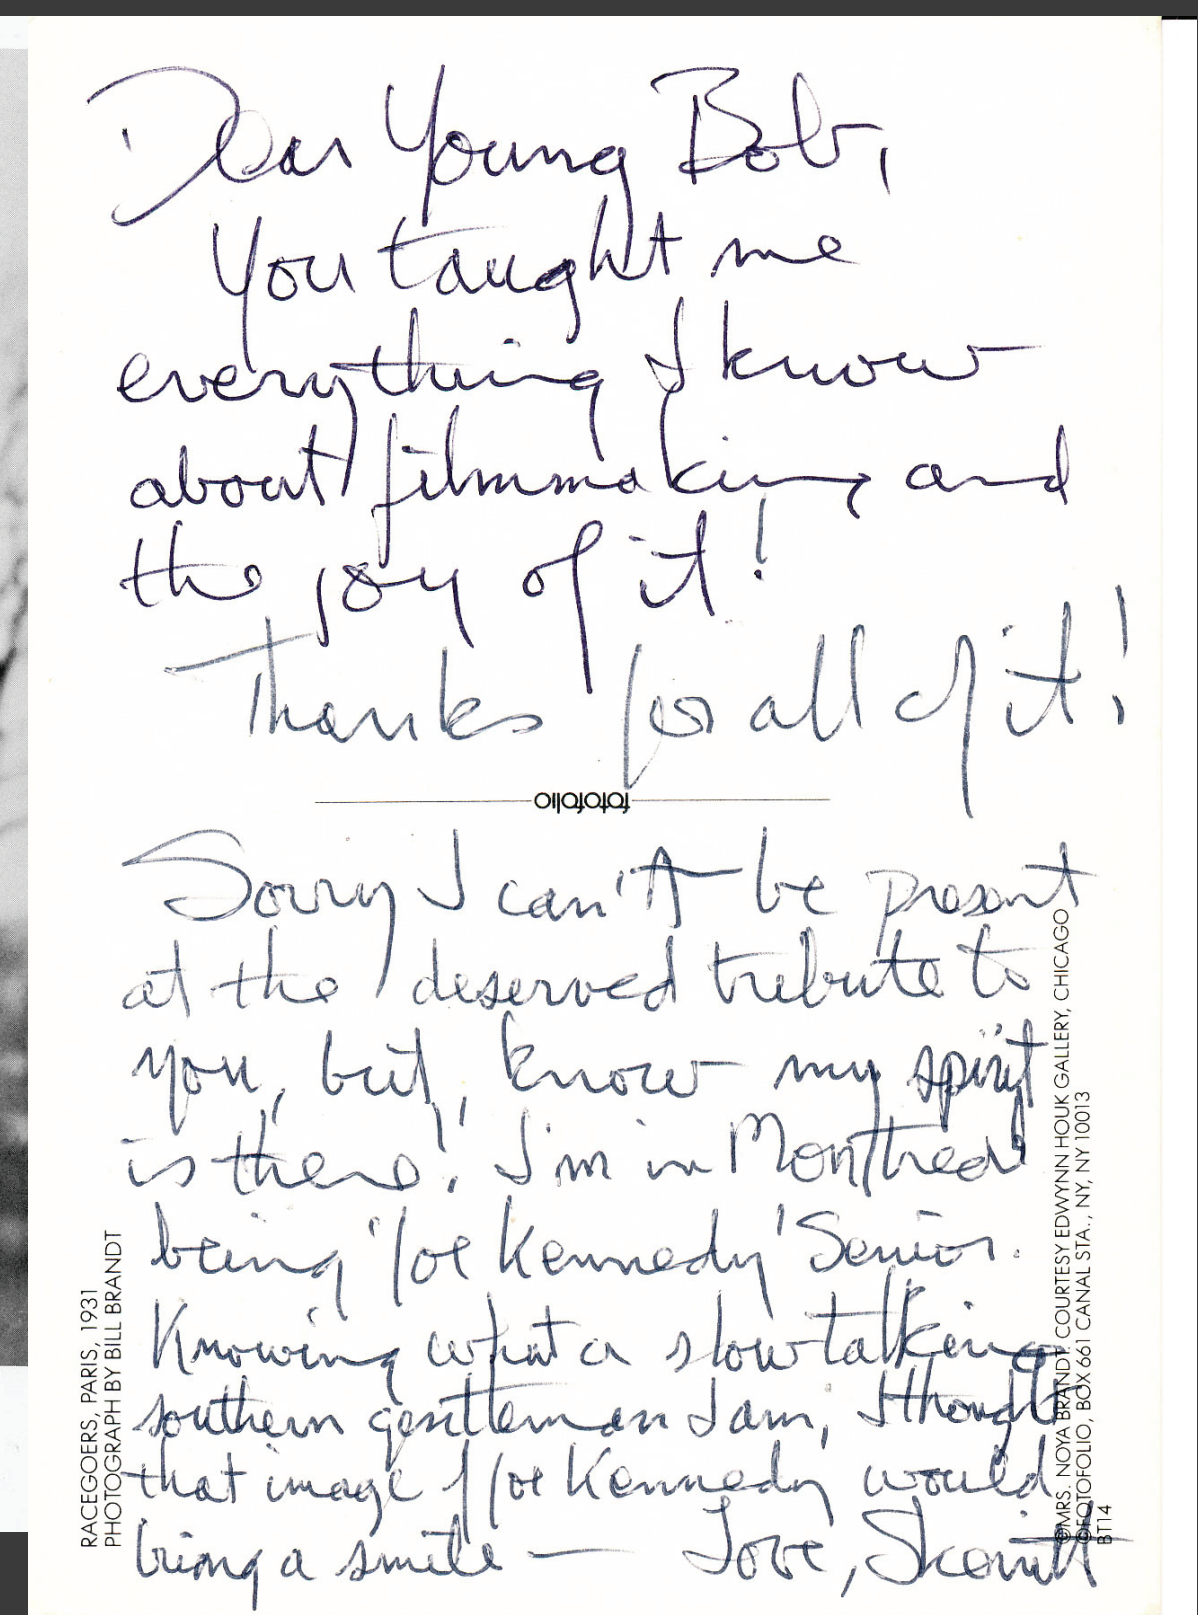 Dear Young Bob,
You taught me
everything I know
about filmmaking and
the joy of it!
Thanks for all of it!
fotofolio
Sorry I can't be present
at the deserved tribute to
you, but, know my spirit
is there! I'm in Montreal
being 'Joe Kennedy' Senior.
Knowing what a slow talking
southern gentleman I am, I thought
that image of Joe Kennedy would
bring a smile — Love, Skerritt
RACEGOERS, PARIS, 1931
PHOTOGRAPH BY BILL BRANDT
©MRS. NOYA BRANDT. COURTESY EDWYNN HOUK GALLERY, CHICAGO
©FOTOFOLIO, BOX 661 CANAL STA., NY, NY 10013
BT14